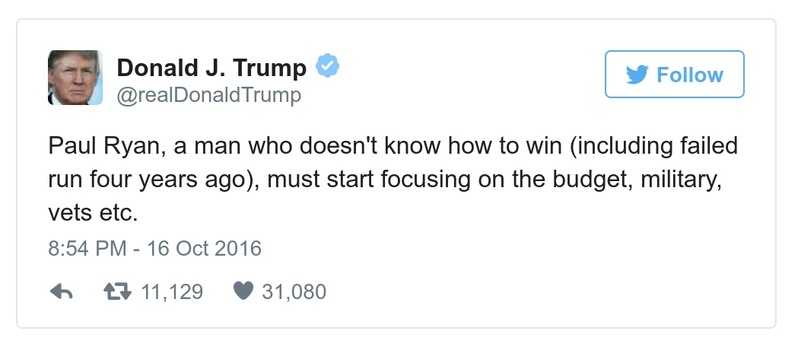 Donald J. Trump
@realDonaldTrump
Follow
Paul Ryan, a man who doesn't know how to win (including failed
run four years ago), must start focusing on the budget, military,
vets etc.
8:54 PM - 16 Oct 2016
11,129 31,080